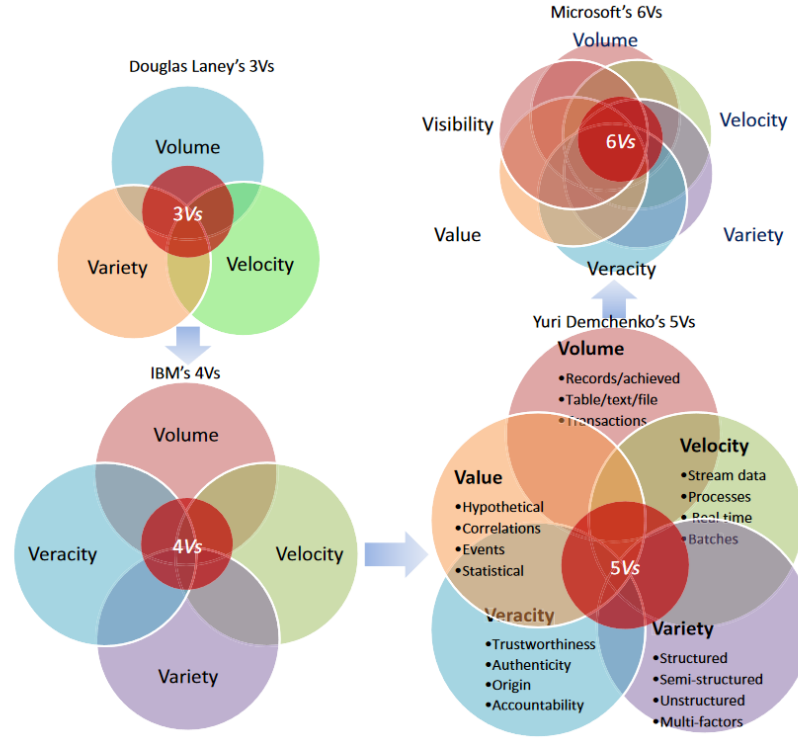 Douglas Laney's 3Vs
Volume
3Vs
Variety
Velocity
IBM's 4Vs
Volume
Veracity
4Vs
Velocity
Variety
Yuri Demchenko's 5Vs
Volume
•Records/achieved
•Table/text/file
•Transactions
Velocity
•Stream data
•Processes
•Real time
•Batches
Value
•Hypothetical
•Correlations
•Events
•Statistical
5Vs
Veracity
•Trustworthiness
•Authenticity
•Origin
•Accountability
Variety
•Structured
•Semi-structured
•Unstructured
•Multi-factors
Microsoft's 6Vs
Volume
Visibility
Velocity
6Vs
Value
Variety
Veracity